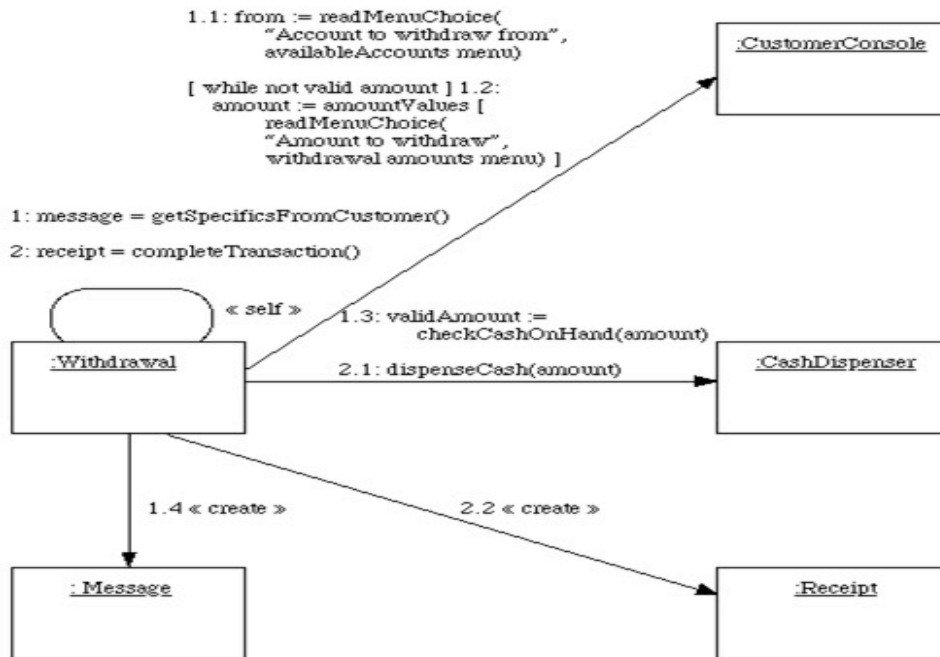 1.1: from := readMenuChoice(
“Account to withdraw from”,
availableAccounts menu)
:CustomerConsole
[ while not valid amount ] 1.2:
amount := amountValues [
readMenuChoice(
“Amount to withdraw”,
withdrawal amounts menu) ]
1: message = getSpecificsFromCustomer()
2: receipt = completeTransaction()
« self »
1.3: validAmount :=
checkCashOnHand(amount)
:Withdrawal
2.1: dispenseCash(amount)
:CashDispenser
1.4 « create »
2.2 « create »
: Message
:Receipt